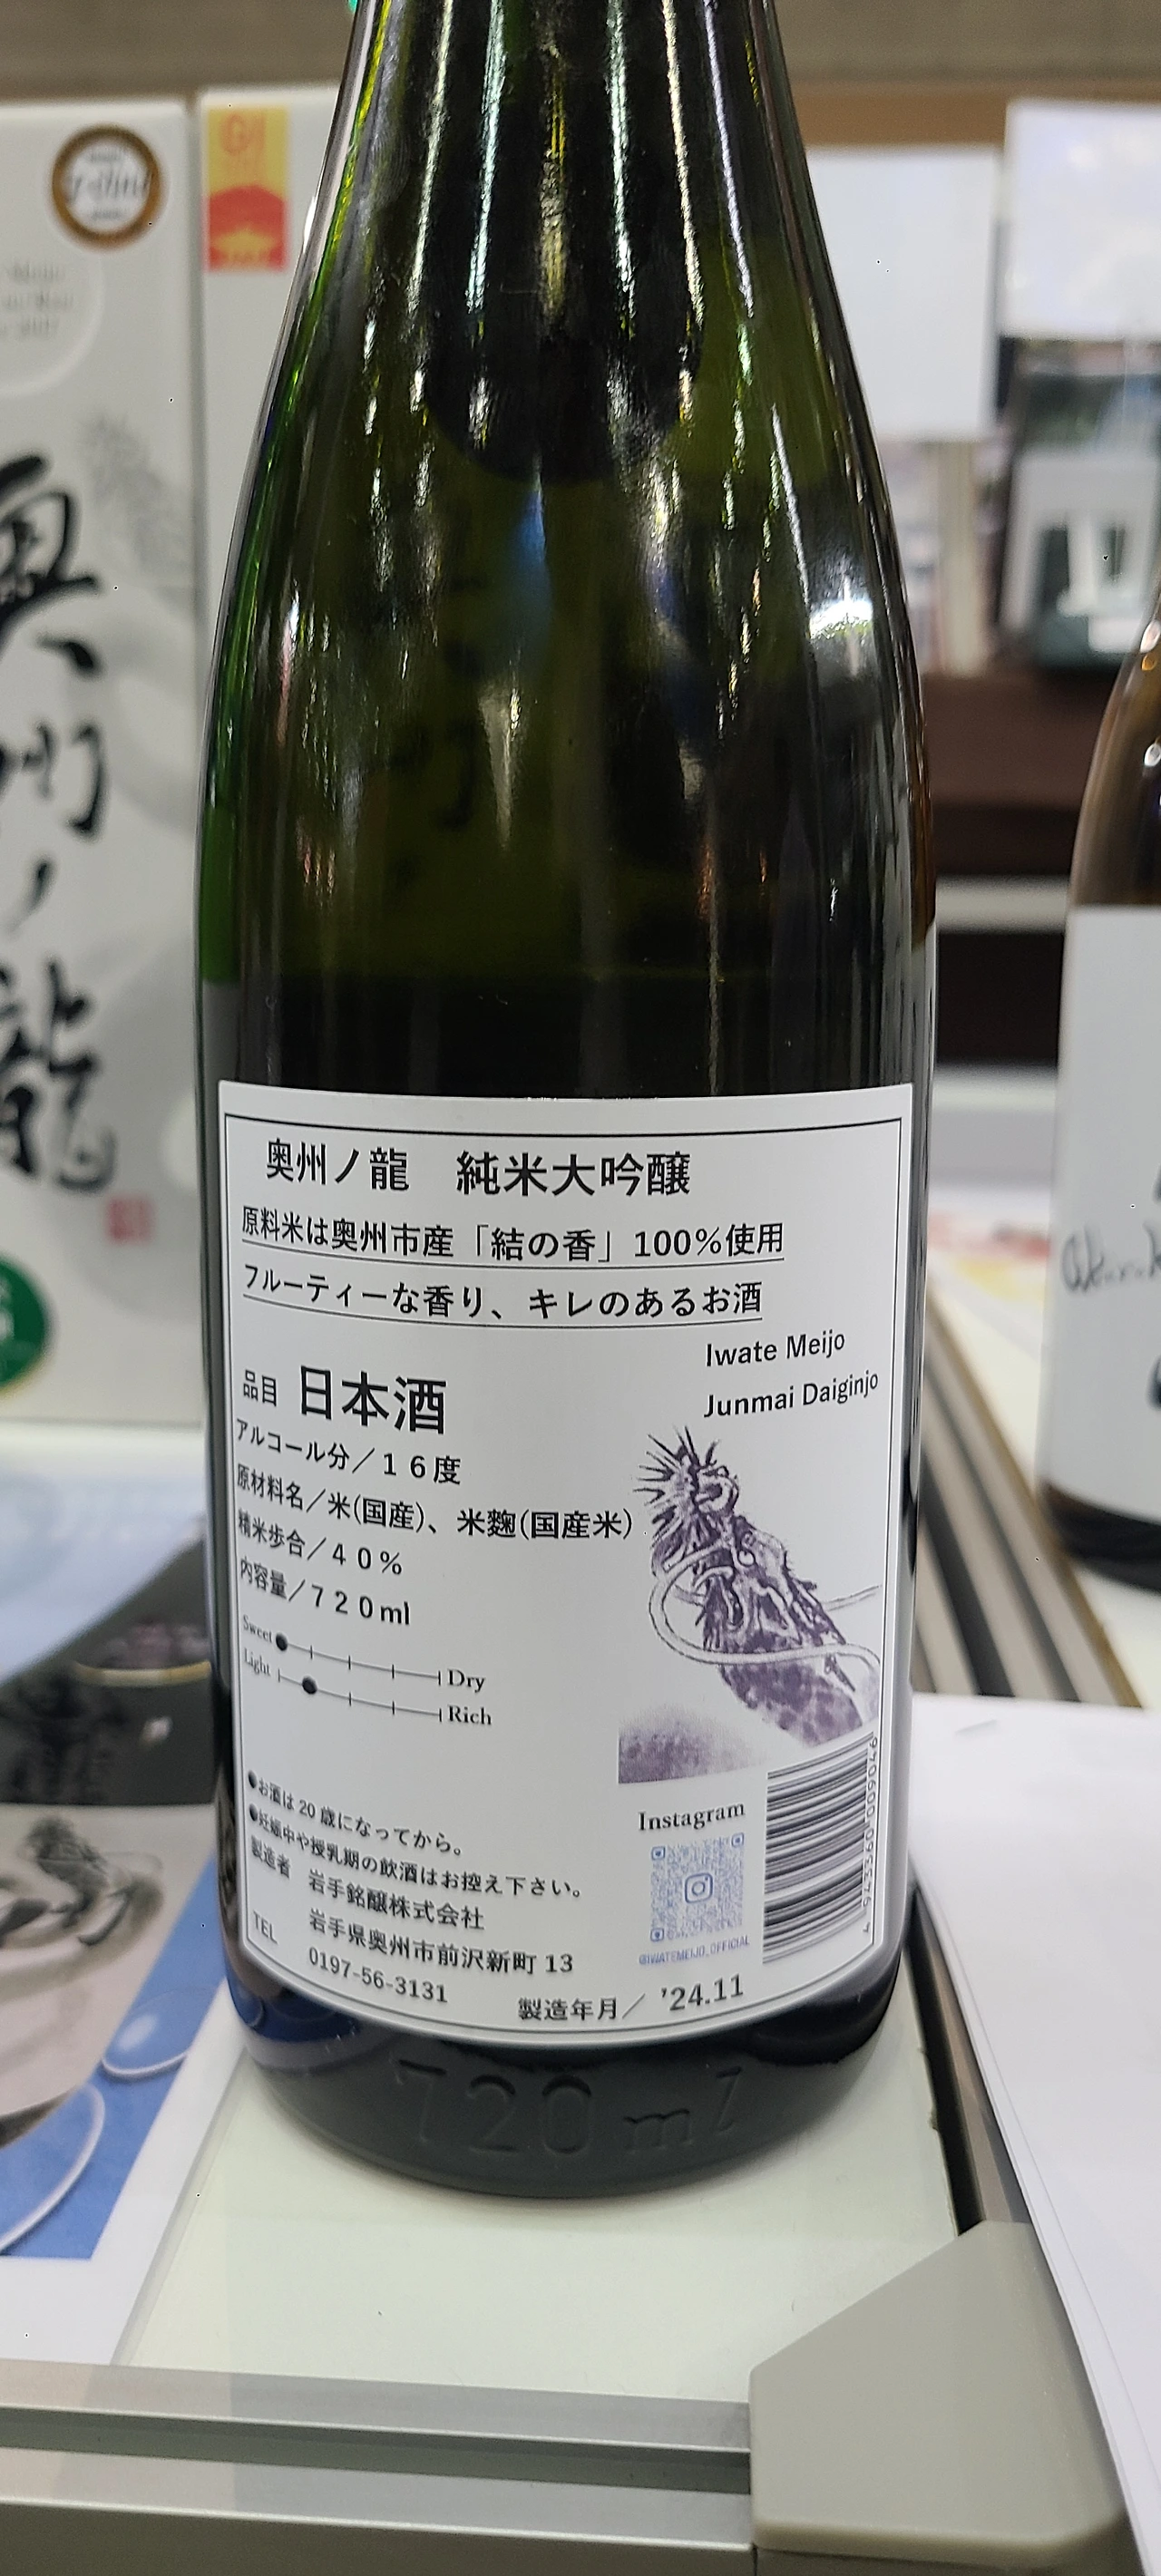 奥州ノ龍
奥州ノ龍　純米大吟醸
原料米は奥州市産「結の香」100％使用
フルーティーな香り、キレのあるお酒
Iwate Meijo
Junmai Daiginjo
品目 日本酒
アルコール分／１６度
原材料名／米(国産)、米麹(国産米)
精米歩合／４０％
内容量／７２０ml
Sweet Dry
Light Rich
●お酒は 20 歳になってから。
●妊娠中や授乳期の飲酒はお控え下さい。
製造者 岩手銘醸株式会社
岩手県奥州市前沢新町 13
TEL 0197-56-3131
製造年月／ '24.11
Instagram
@IWATEMEIJO_OFFICIAL
720ml
GI